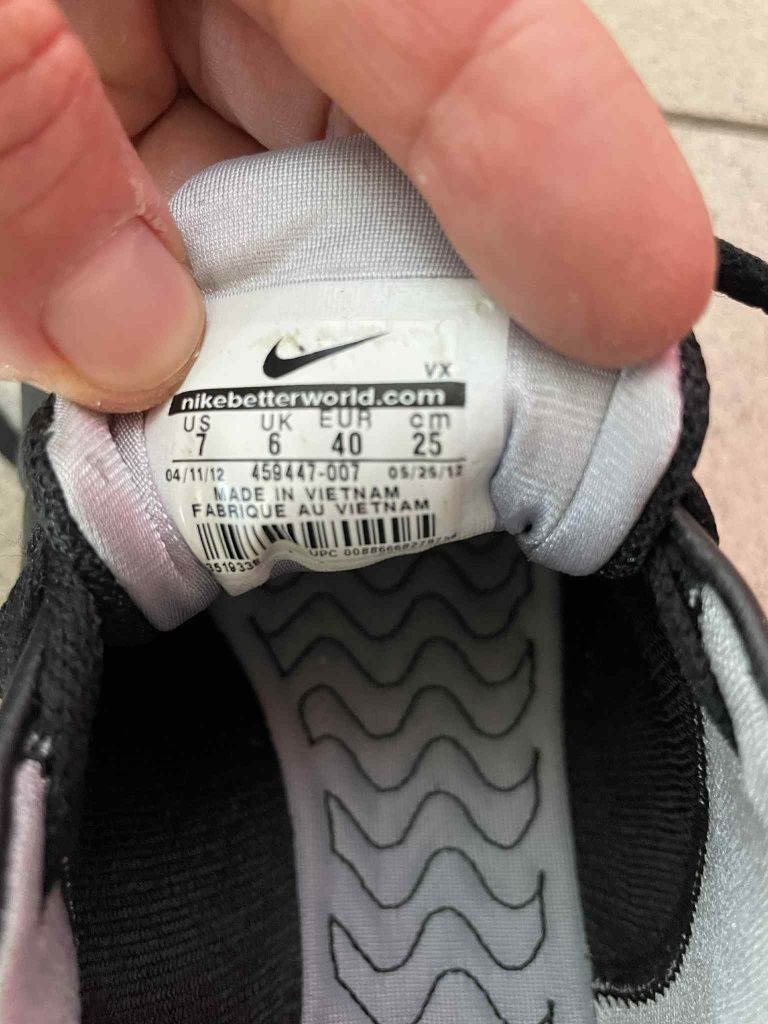 VX
nikebetterworld.com
US UK EUR cm
7 6 40 25
04/11/12 459447-007 05/25/12
MADE IN VIETNAM
FABRIQUE AU VIETNAM
UPC